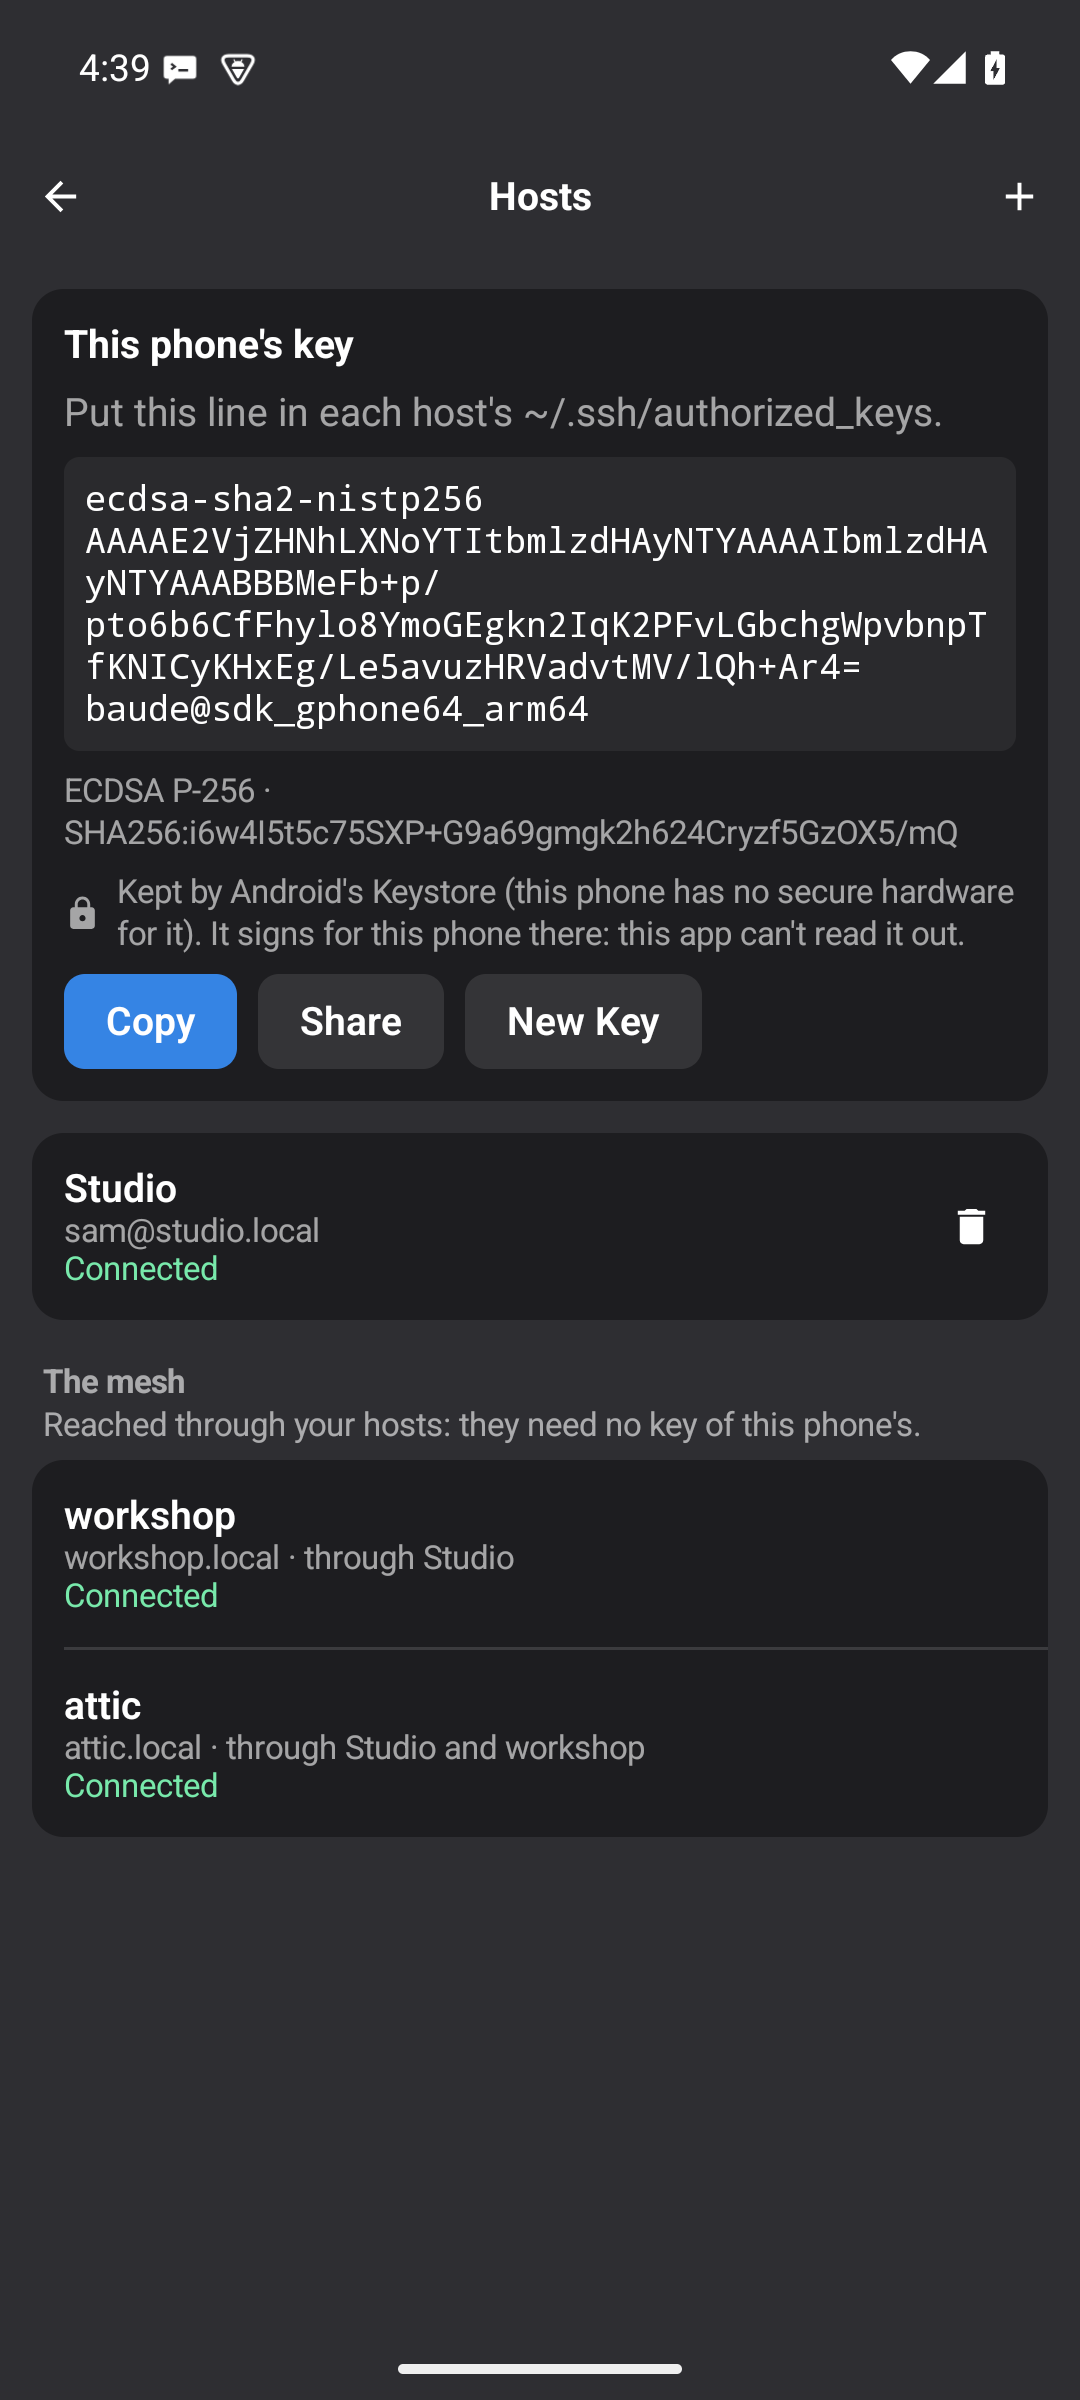 4:39
Hosts
This phone's key
Put this line in each host's ~/.ssh/authorized_keys.
ecdsa-sha2-nistp256
AAAAE2VjZHNhLXNoYTItbmlzdHAyNTYAAAAIbmlzdHA
yNTYAAABBBMeFb+p/
pto6b6CfFhylo8YmoGEgkn2IqK2PFvLGbchgWpvbnpT
fKNICyKHxEg/Le5avuzHRVadvtMV/lQh+Ar4=
baude@sdk_gphone64_arm64
ECDSA P-256 ·
SHA256:i6w4I5t5c75SXP+G9a69gmgk2h624Cryzf5GzOX5/mQ
Kept by Android's Keystore (this phone has no secure hardware
for it). It signs for this phone there: this app can't read it out.
Copy
Share
New Key
Studio
sam@studio.local
Connected
The mesh
Reached through your hosts: they need no key of this phone's.
workshop
workshop.local · through Studio
Connected
attic
attic.local · through Studio and workshop
Connected